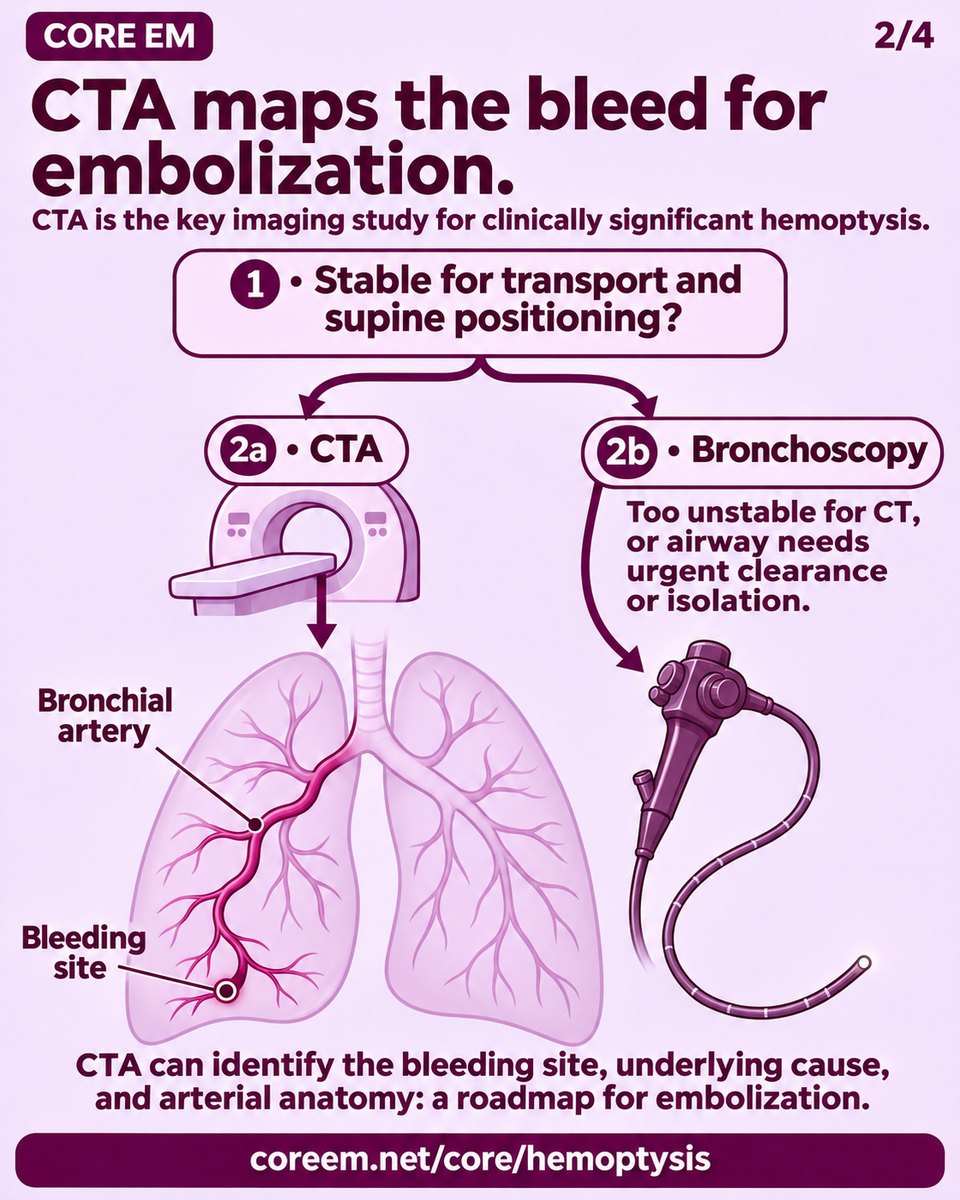 CORE EM
2/4
CTA maps the bleed for
embolization.
CTA is the key imaging study for clinically significant hemoptysis.
1 • Stable for transport and
supine positioning?
2a • CTA
2b • Bronchoscopy
Too unstable for CT,
or airway needs
urgent clearance
or isolation.
Bronchial
artery
Bleeding
site
CTA can identify the bleeding site, underlying cause,
and arterial anatomy: a roadmap for embolization.
coreem.net/core/hemoptysis